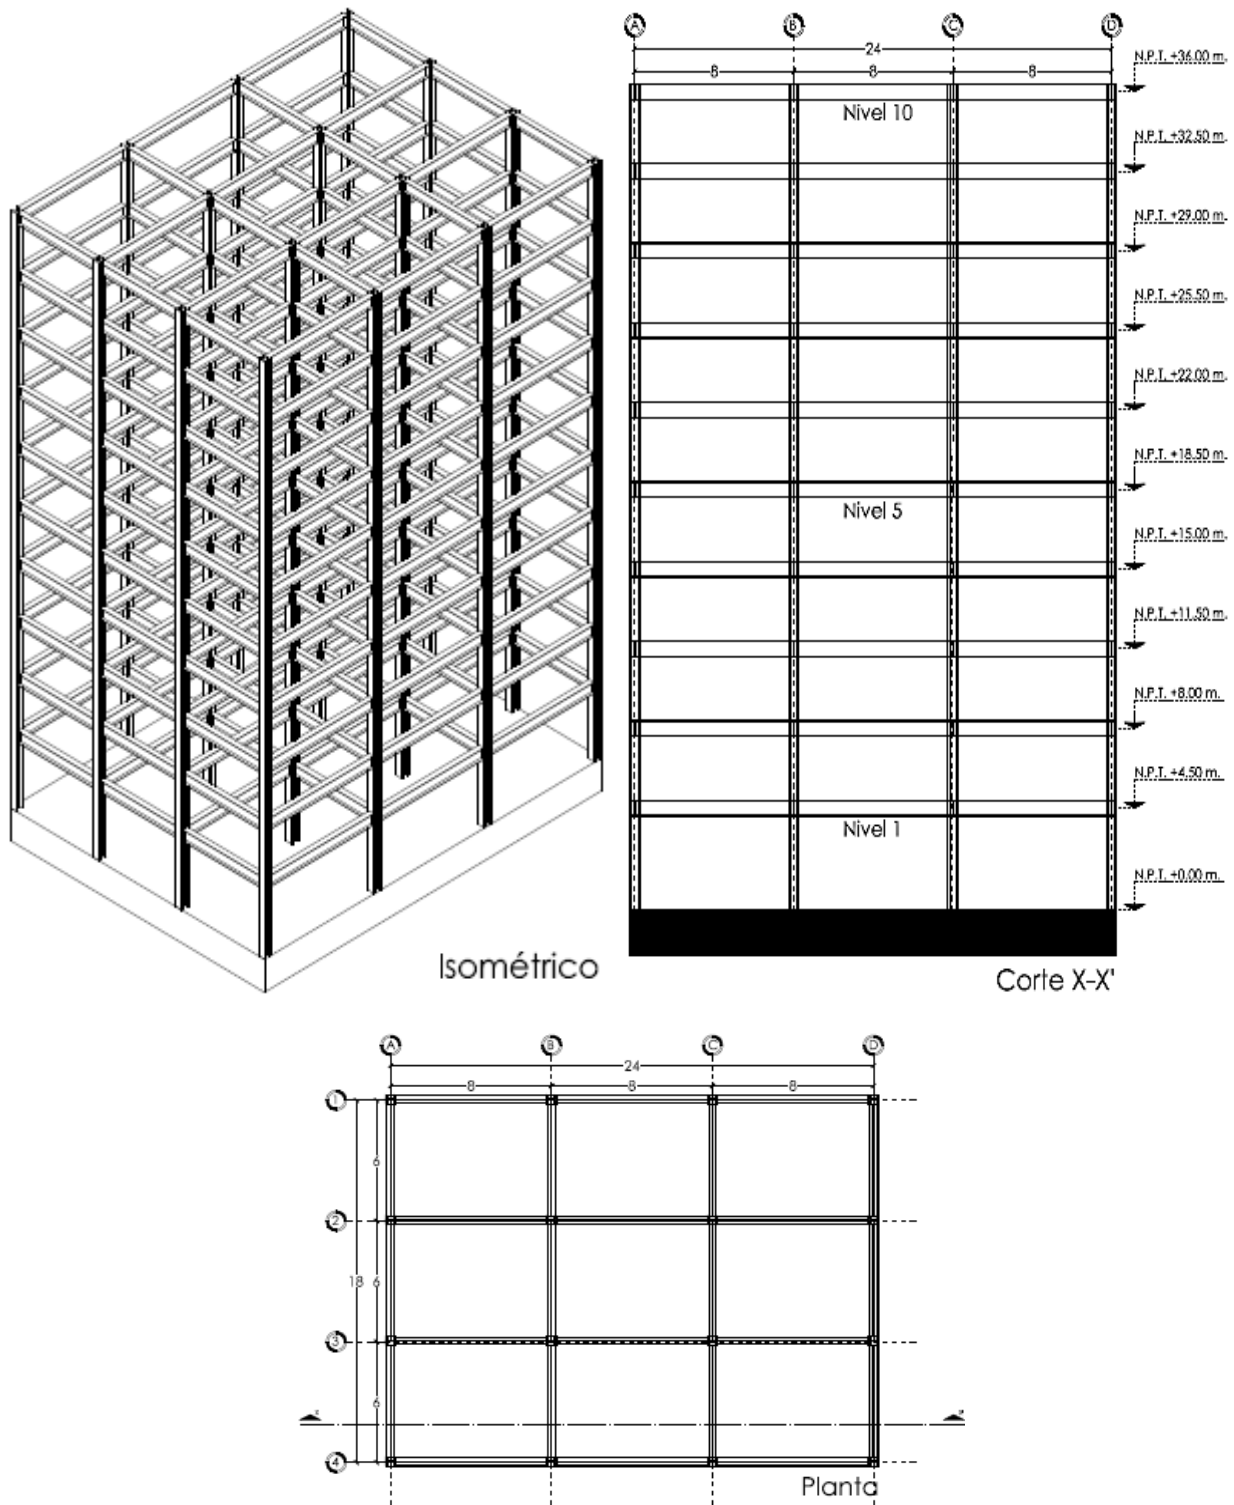 A B C D
24
8 8 8
N.P.T. +36.00 m.
Nivel 10
N.P.T. +32.50 m.
N.P.T. +29.00 m.
N.P.T. +25.50 m.
N.P.T. +22.00 m.
N.P.T. +18.50 m.
Nivel 5
N.P.T. +15.00 m.
N.P.T. +11.50 m.
N.P.T. +8.00 m.
N.P.T. +4.50 m.
Nivel 1
N.P.T. +0.00 m.
Isométrico
Corte X-X'
A B C D
24
8 8 8
1
6
2
18 6
3
6
4
Planta